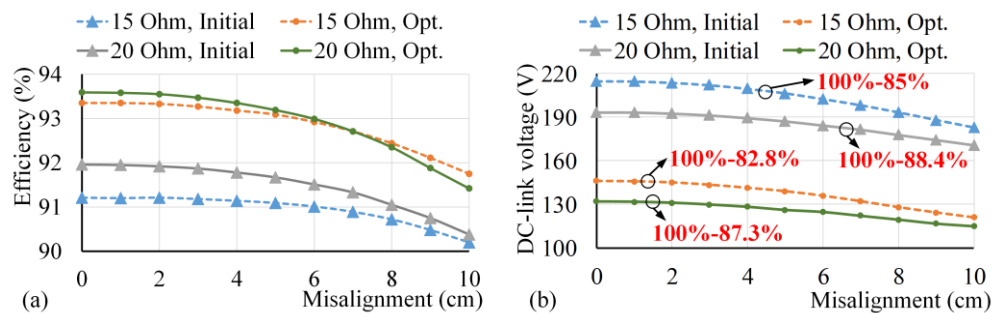 15 Ohm, Initial 15 Ohm, Opt.
20 Ohm, Initial 20 Ohm, Opt.
Efficiency (%)
94
93
92
91
90
0 2 4 6 8 10
(a) Misalignment (cm)
15 Ohm, Initial 15 Ohm, Opt.
20 Ohm, Initial 20 Ohm, Opt.
DC-link voltage (V)
220
190
160
130
100
100%-85%
100%-82.8%
100%-88.4%
100%-87.3%
0 2 4 6 8 10
(b) Misalignment (cm)